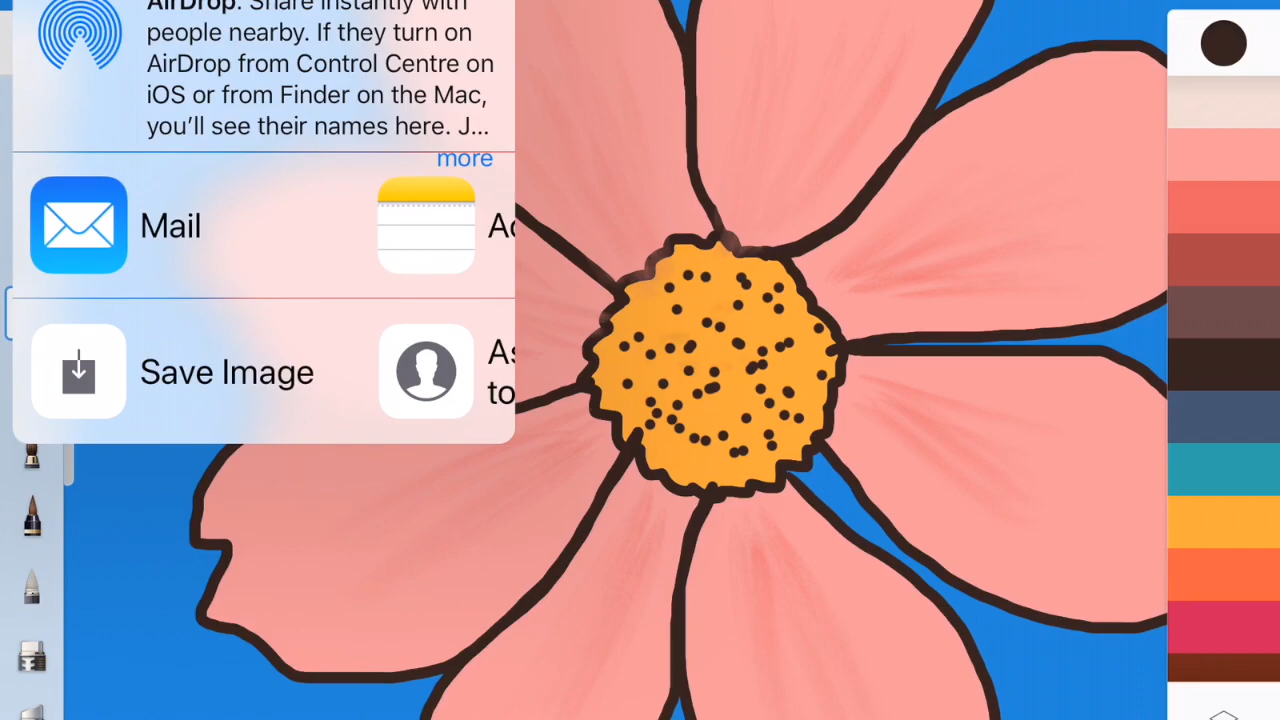 AirDrop. Share instantly with
people nearby. If they turn on
AirDrop from Control Centre on
iOS or from Finder on the Mac,
you’ll see their names here. J...
more
Mail
Save Image
to